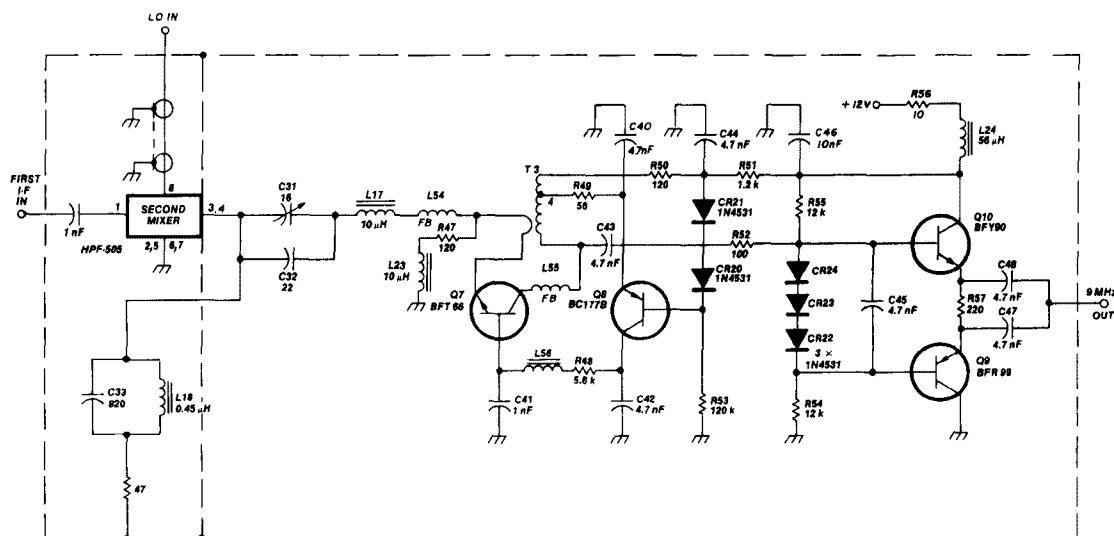 LO IN
FIRST
I-F
IN
1 nF
1
8
SECOND
MIXER
3, 4
HPF-505
2,5
6,7
C31
16
C32
22
C33
820
L18
0.45 µH
47
L17
10 µH
L54
FB
R47
120
L23
10 µH
Q7
BFT 66
L55
FB
L56
R48
5.6 k
C41
1 nF
C42
4.7 nF
T3
4
R49
56
C40
4.7nF
C43
4.7 nF
Q8
BC177B
C44
4.7 nF
R50
120
R51
1.2 k
CR21
1N4531
CR20
1N4531
R52
100
R53
120 k
C46
10nF
R55
12 k
CR24
CR23
CR22
3 ×
1N4531
R54
12 k
C45
4.7 nF
+12V
R56
10
L24
56 µH
Q10
BFY90
C48
4.7 nF
R57
220
C47
4.7 nF
Q9
BFR 99
9 MHz
OUT